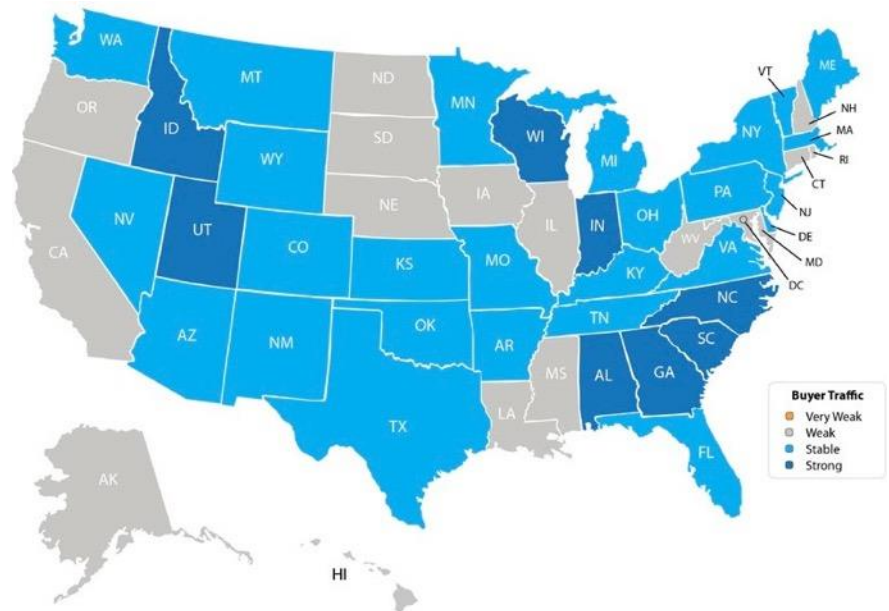 WA
MT
ND
MN
VT
ME
OR
ID
SD
WI
NY
NH
MA
WY
MI
RI
CT
IA
PA
NE
NV
OH
NJ
UT
IL
IN
DE
CA
CO
WV
VA
MD
KS
MO
KY
DC
NC
TN
OK
AZ
NM
AR
SC
MS
AL
GA
Buyer Traffic
Very Weak
Weak
Stable
Strong
LA
TX
FL
AK
HI